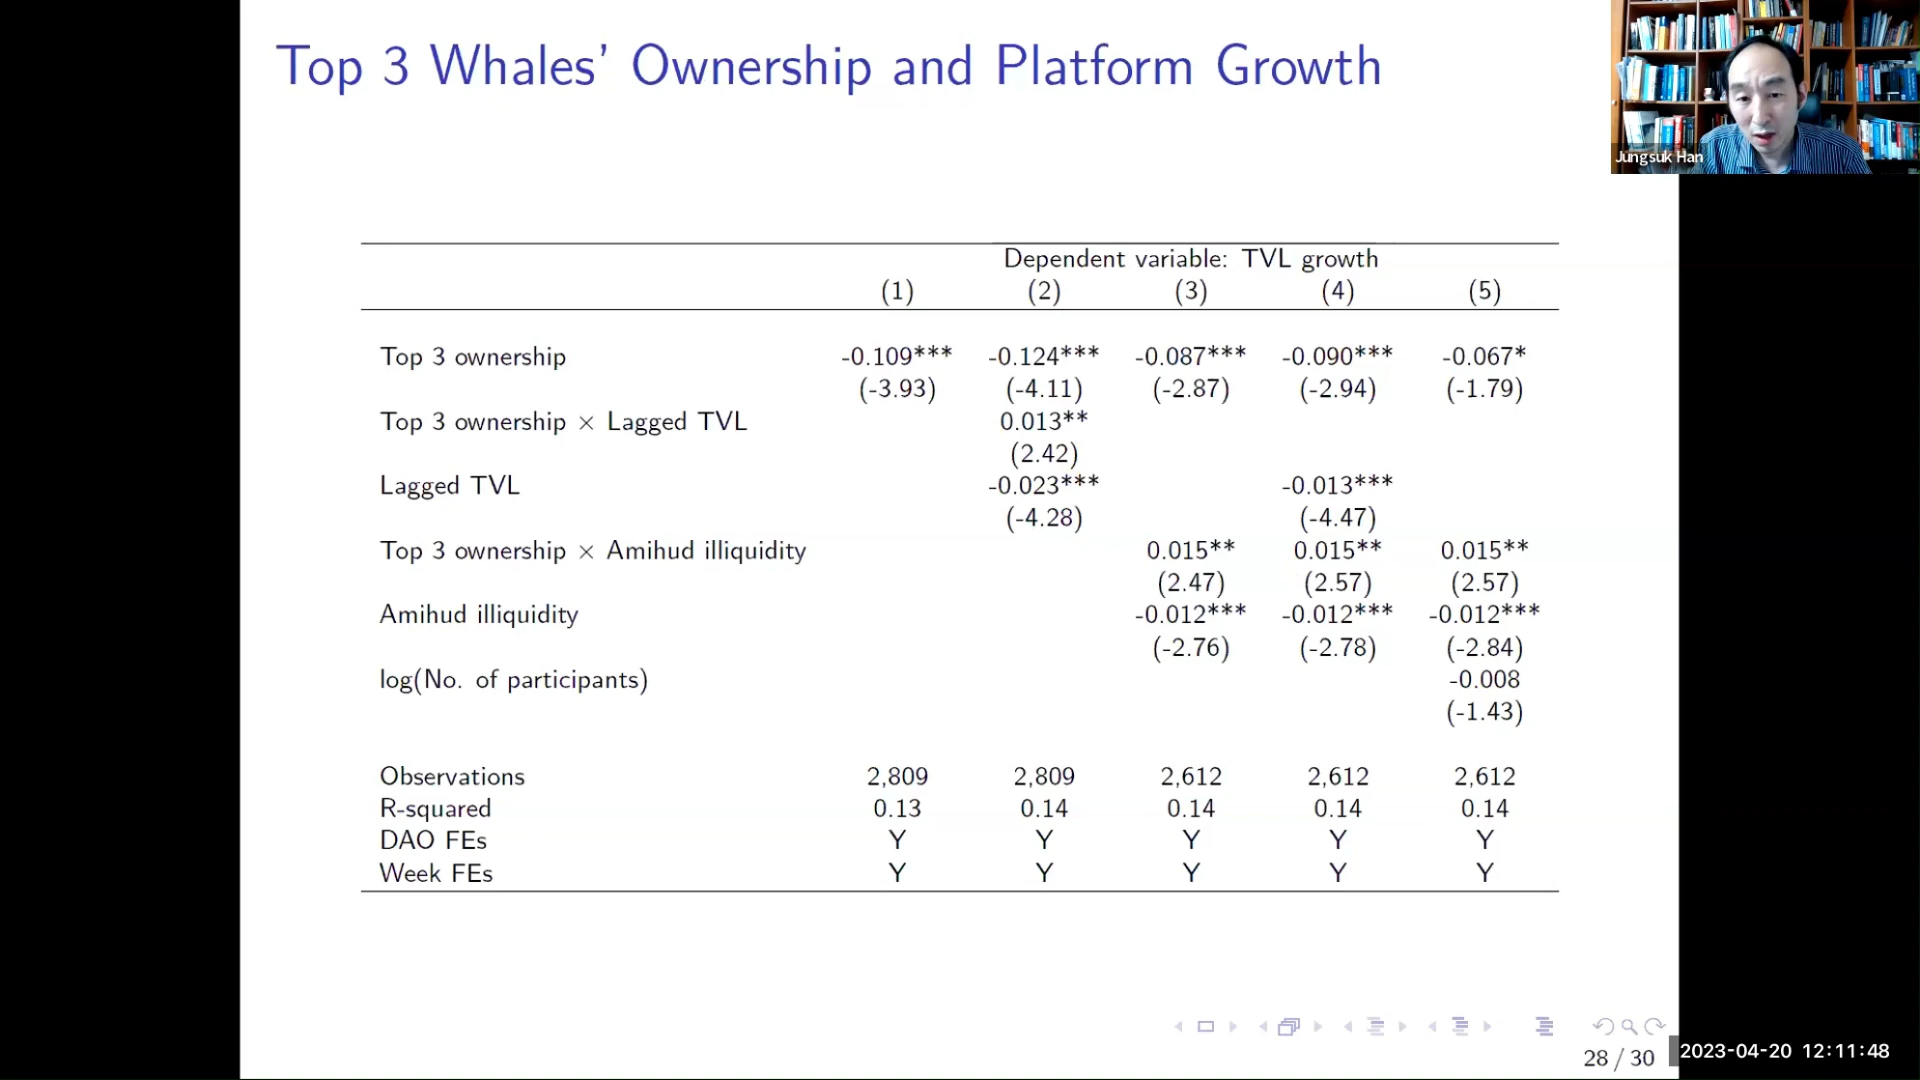 Top 3 Whales' Ownership and Platform Growth
Jungsuk Han
Dependent variable: TVL growth
(1) (2) (3) (4) (5)
Top 3 ownership -0.109*** -0.124*** -0.087*** -0.090*** -0.067*
(-3.93) (-4.11) (-2.87) (-2.94) (-1.79)
Top 3 ownership × Lagged TVL 0.013**
(2.42)
Lagged TVL -0.023*** -0.013***
(-4.28) (-4.47)
Top 3 ownership × Amihud illiquidity 0.015** 0.015** 0.015**
(2.47) (2.57) (2.57)
Amihud illiquidity -0.012*** -0.012*** -0.012***
(-2.76) (-2.78) (-2.84)
log(No. of participants) -0.008
(-1.43)
Observations 2,809 2,809 2,612 2,612 2,612
R-squared 0.13 0.14 0.14 0.14 0.14
DAO FEs Y Y Y Y Y
Week FEs Y Y Y Y Y
28 / 30
2023-04-20 12:11:48